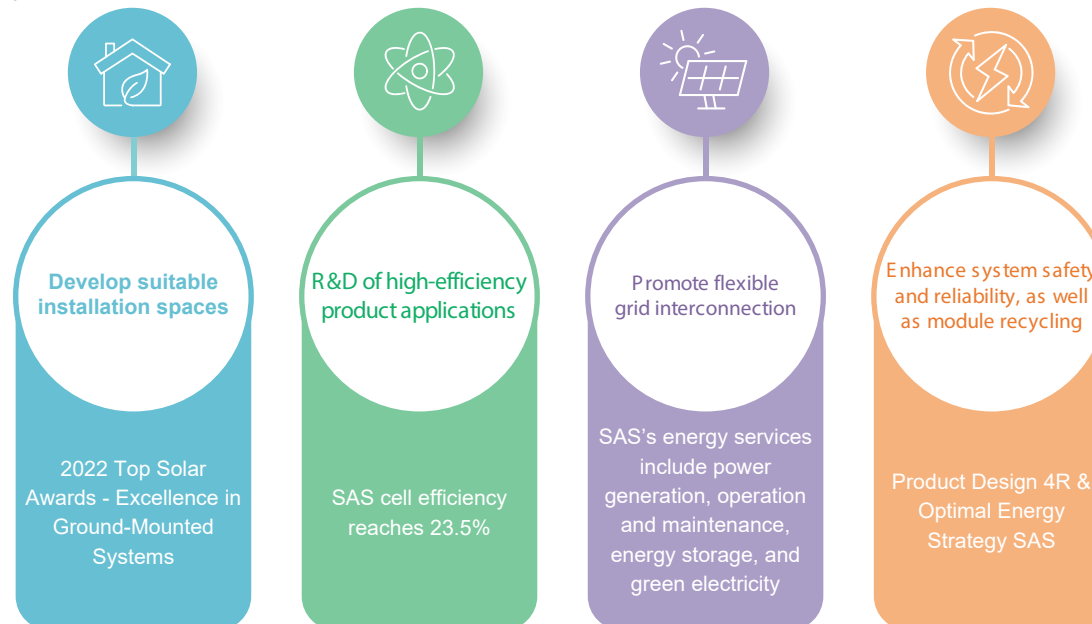 Develop suitable
installation spaces
2022 Top Solar
Awards - Excellence in
Ground-Mounted
Systems
R&D of high-efficiency
product applications
SAS cell efficiency
reaches 23.5%
Promote flexible
grid interconnection
SAS's energy services
include power
generation, operation
and maintenance,
energy storage, and
green electricity
Enhance system safety
and reliability, as well
as module recycling
Product Design 4R &
Optimal Energy
Strategy SAS